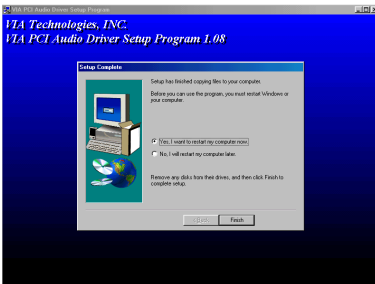 VIA PCI Audio Driver Setup Program
VIA Technologies, INC.
VIA PCI Audio Driver Setup Program 1.08
Setup Complete
Setup has finished copying files to your computer.
Before you can use the program, you must restart Windows or
your computer.
Yes, I want to restart my computer now.
No, I will restart my computer later.
Remove any disks from their drives, and then click Finish to
complete setup.
< Back
Finish